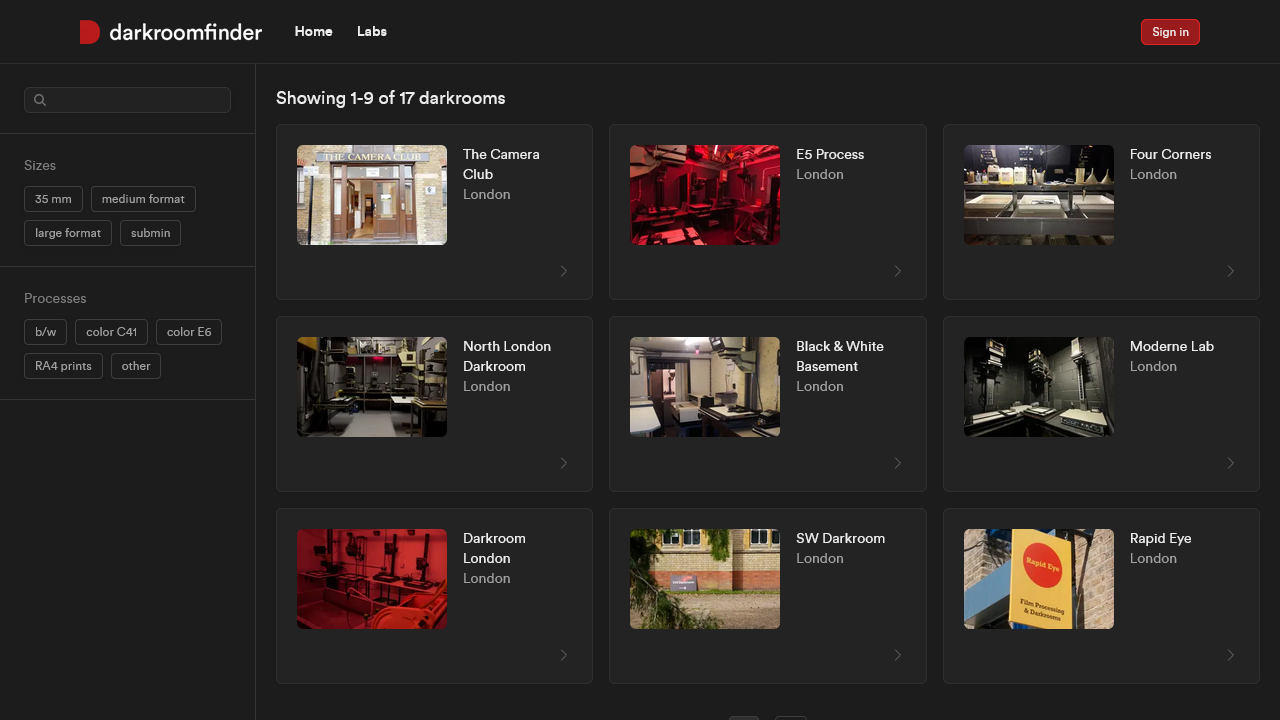 darkroomfinder
Home
Labs
Sign in
Showing 1-9 of 17 darkrooms
Sizes
35 mm
medium format
large format
submin
Processes
b/w
color C41
color E6
RA4 prints
other
THE CAMERA CLUB
The Camera
Club
London
E5 Process
London
Four Corners
London
North London
Darkroom
London
Black & White
Basement
London
Moderne Lab
London
Darkroom
London
London
SW Darkroom
London
Rapid Eye
Film Processing
& Darkrooms
Rapid Eye
London